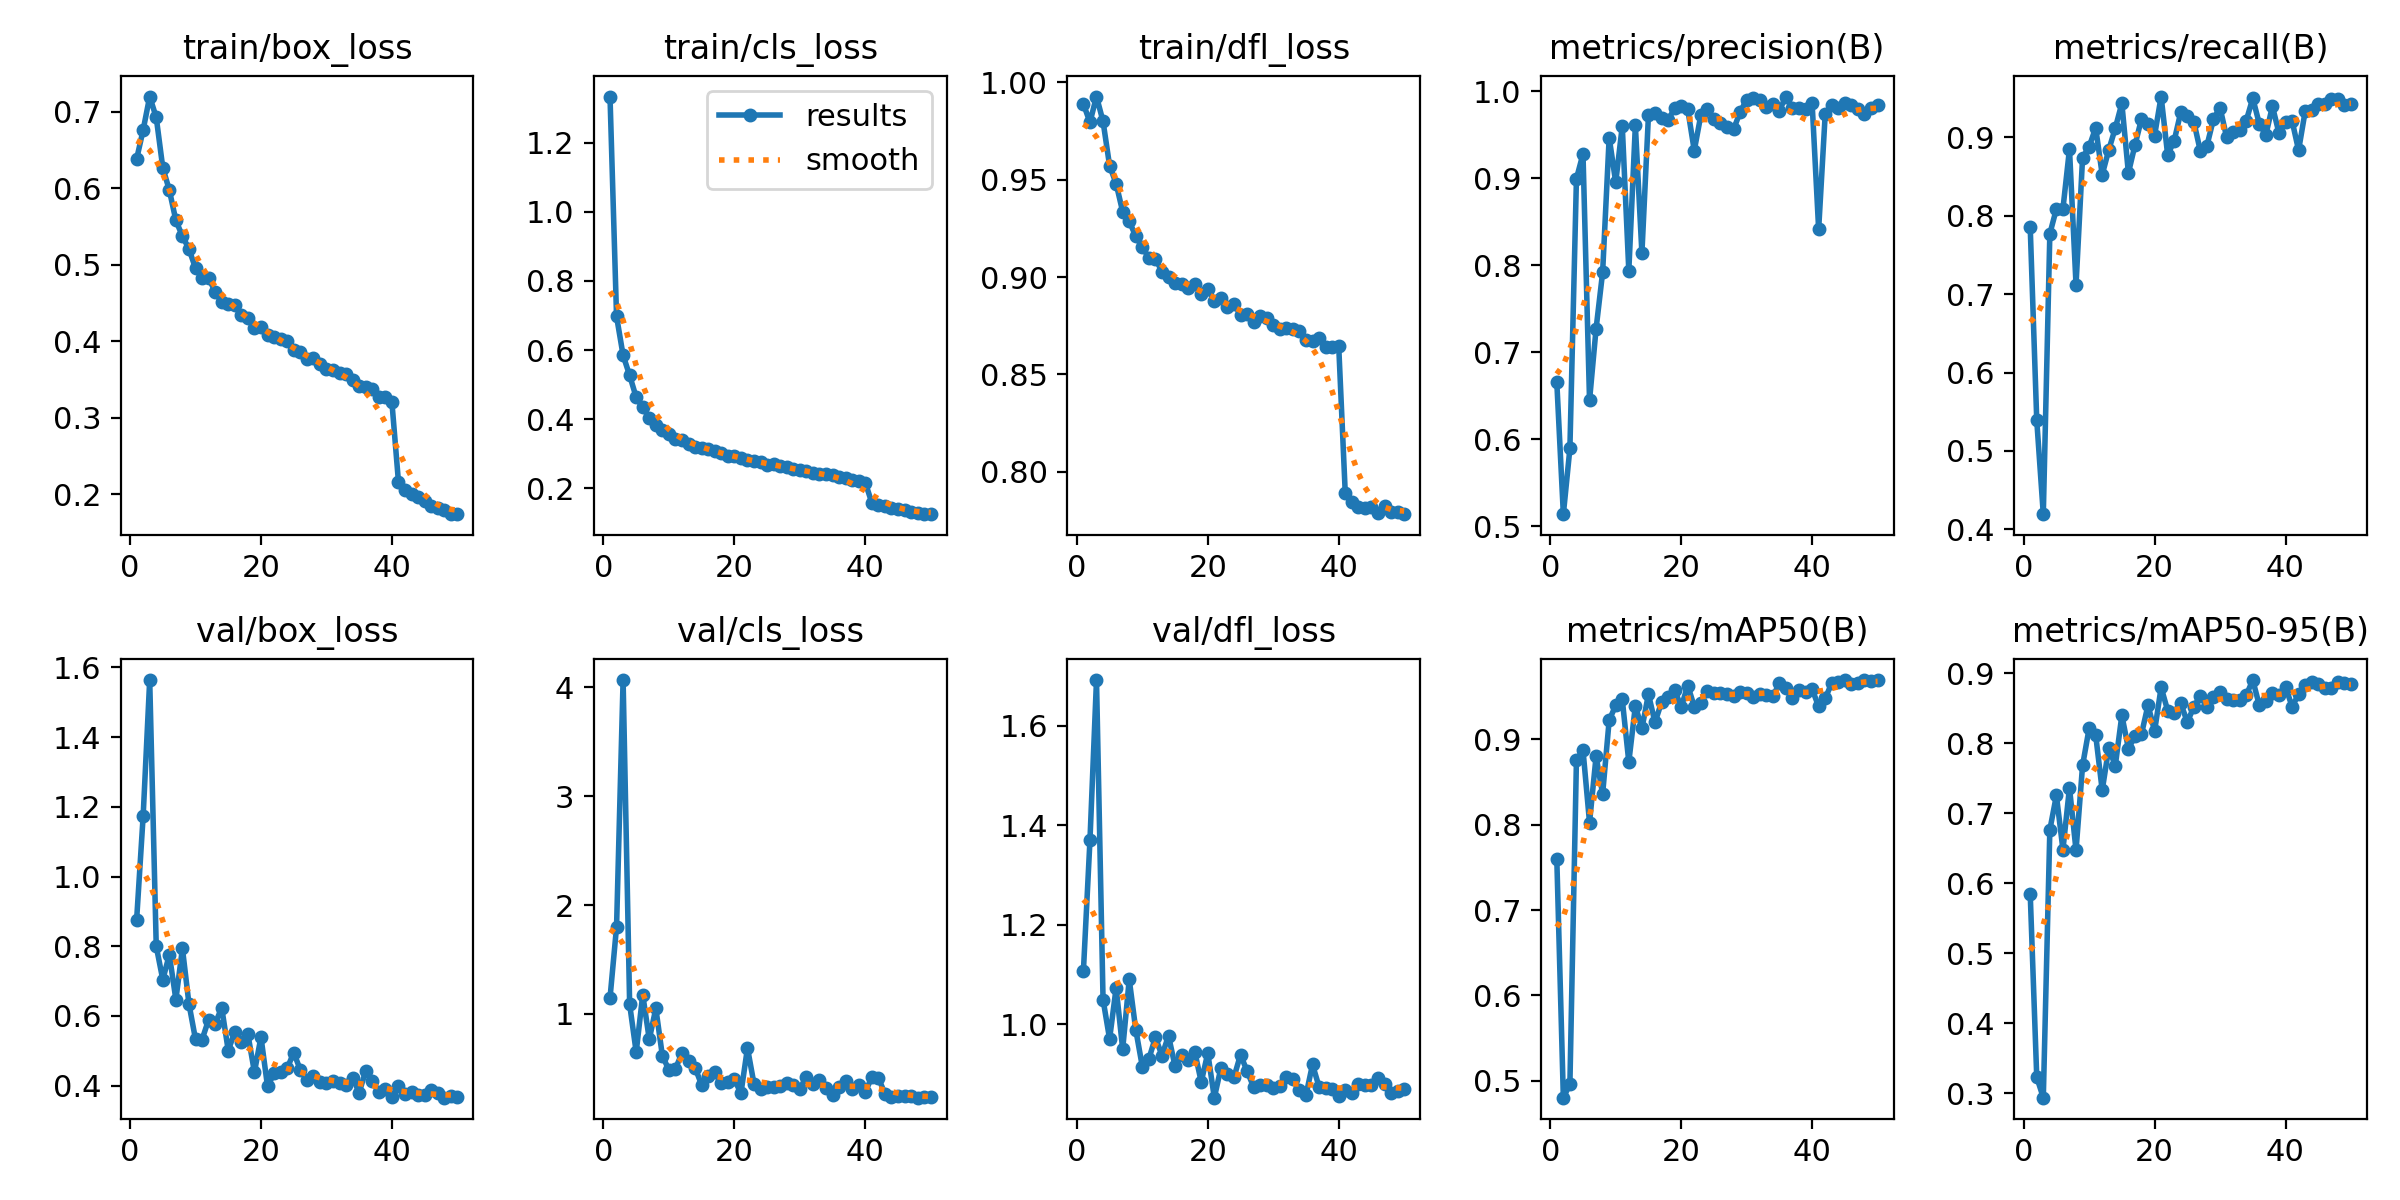 train/box_loss
0.7
0.6
0.5
0.4
0.3
0.2
0 20 40
train/cls_loss
results
smooth
1.2
1.0
0.8
0.6
0.4
0.2
0 20 40
train/dfl_loss
1.00
0.95
0.90
0.85
0.80
0 20 40
metrics/precision(B)
1.0
0.9
0.8
0.7
0.6
0.5
0 20 40
metrics/recall(B)
0.9
0.8
0.7
0.6
0.5
0.4
0 20 40
val/box_loss
1.6
1.4
1.2
1.0
0.8
0.6
0.4
0 20 40
val/cls_loss
4
3
2
1
0 20 40
val/dfl_loss
1.6
1.4
1.2
1.0
0 20 40
metrics/mAP50(B)
0.9
0.8
0.7
0.6
0.5
0 20 40
metrics/mAP50-95(B)
0.9
0.8
0.7
0.6
0.5
0.4
0.3
0 20 40